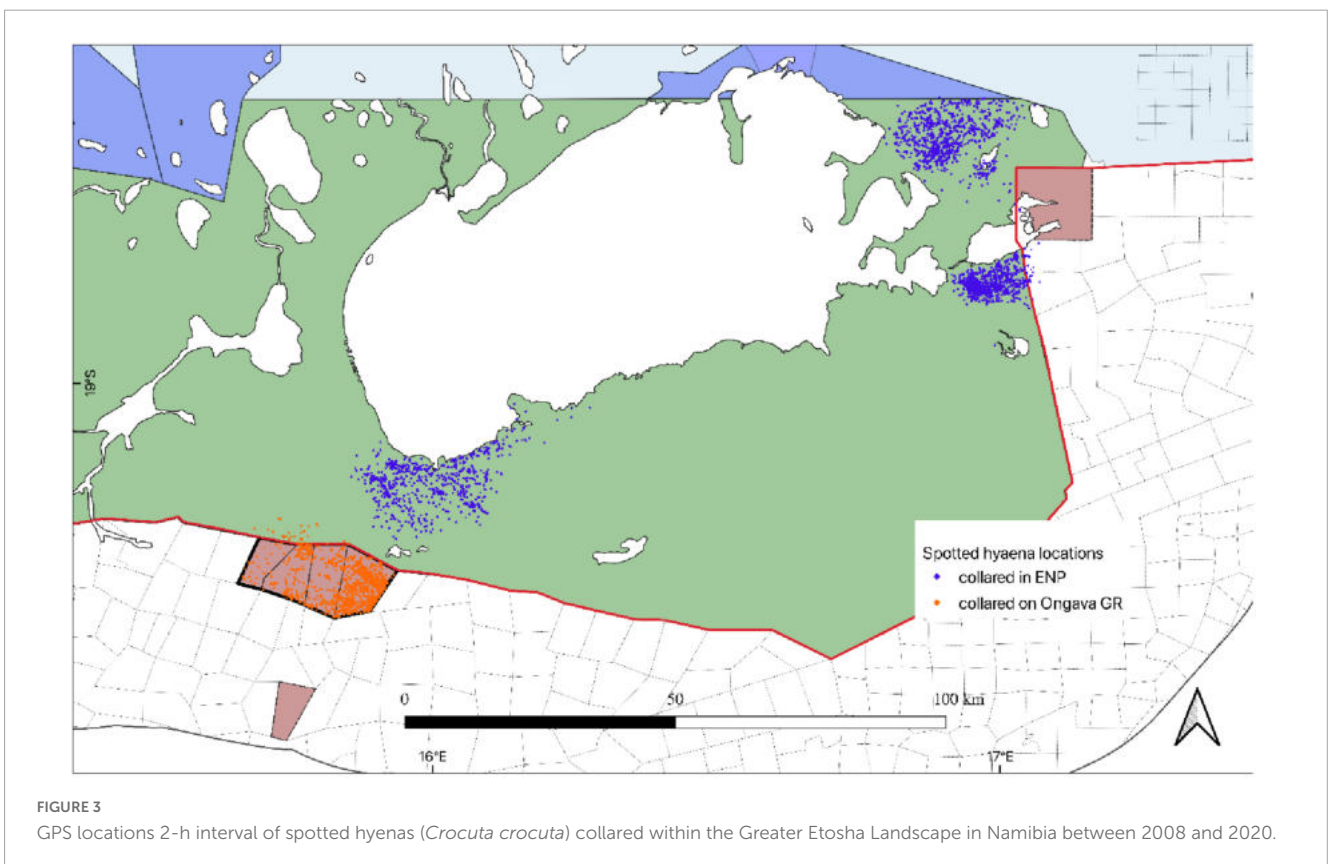 19°S
Spotted hyaena locations
collared in ENP
collared on Ongava GR
0 50 100 km
16°E 17°E
FIGURE 3
GPS locations 2-h interval of spotted hyenas (Crocuta crocuta) collared within the Greater Etosha Landscape in Namibia between 2008 and 2020.